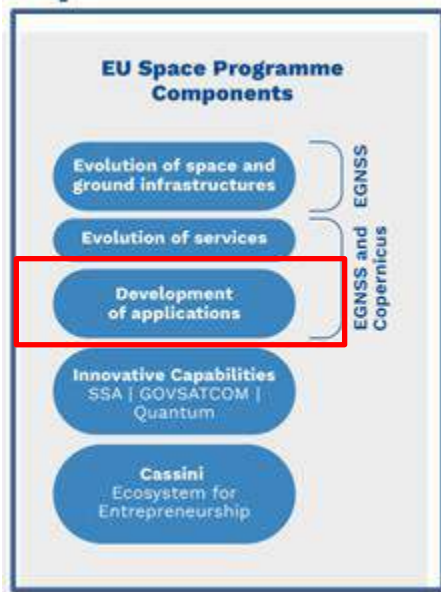 EU Space Programme
Components
Evolution of space and
ground infrastructures
EGNSS
Evolution of services
Development
of applications
EGNSS and
Copernicus
Innovative Capabilities
SSA | GOVSATCOM |
Quantum
Cassini
Ecosystem for
Entrepreneurship